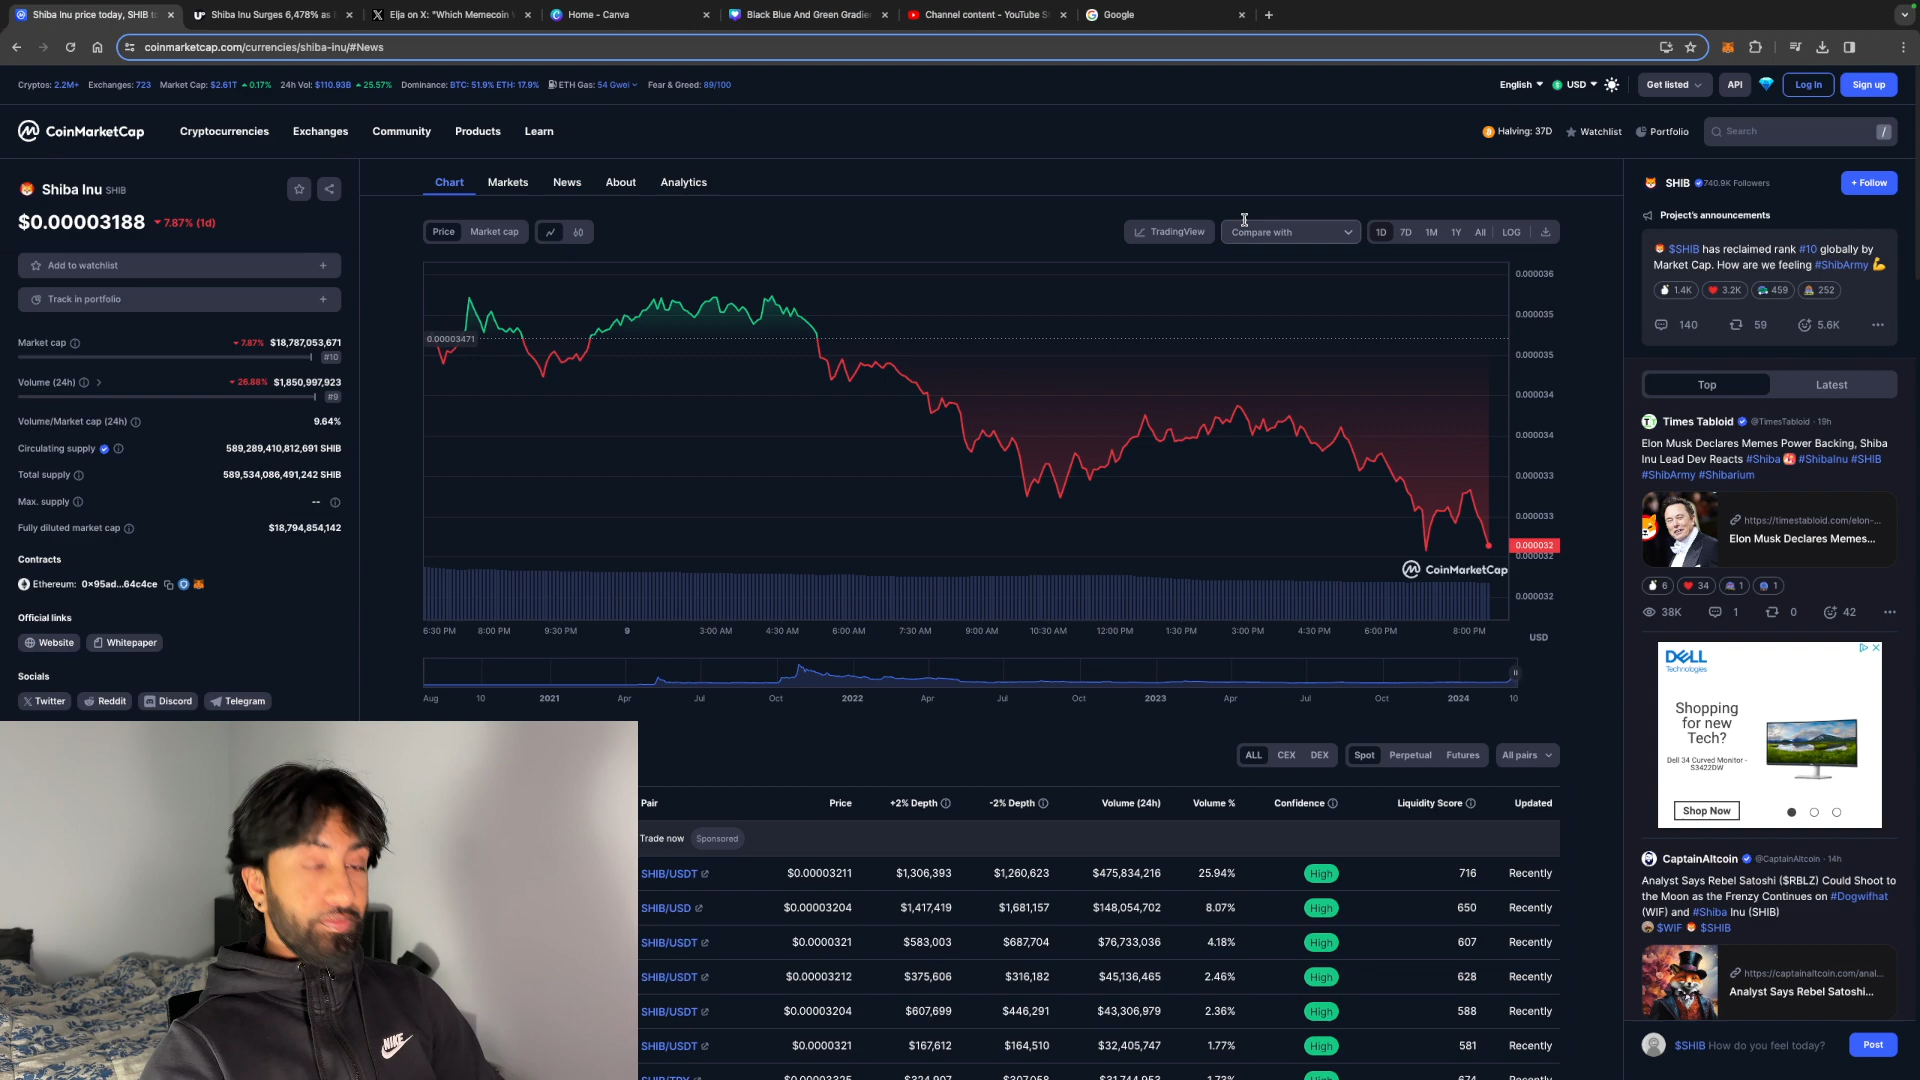 Shiba Inu price today, SHIB t
Shiba Inu Surges 6,478% as
Elja on X: "Which Memecoin
Home - Canva
Black Blue And Green Gradie
Channel content - YouTube S
Google
coinmarketcap.com/currencies/shiba-inu/#News
Cryptos: 2.2M+ Exchanges: 723 Market Cap: $2.61T 0.17% 24h Vol: $110.93B 25.57% Dominance: BTC: 51.9% ETH: 17.9% ETH Gas: 54 Gwei Fear & Greed: 89/100
English USD Get listed API Log In Sign up
CoinMarketCap Cryptocurrencies Exchanges Community Products Learn
Halving: 37D Watchlist Portfolio Search /
Shiba Inu SHIB
$0.00003188 7.87% (1d)
Add to watchlist +
Track in portfolio +
Market cap 7.87% $18,787,053,671
#10
Volume (24h) 26.88% $1,850,997,923
#9
Volume/Market cap (24h) 9.64%
Circulating supply 589,289,410,812,691 SHIB
Total supply 589,534,086,491,242 SHIB
Max. supply --
Fully diluted market cap $18,794,854,142
Contracts
Ethereum: 0x95ad...64c4ce
Official links
Website Whitepaper
Socials
Twitter Reddit Discord Telegram
Chart Markets News About Analytics
Price Market cap
TradingView Compare with 1D 7D 1M 1Y All LOG
0.000036
0.000035
0.00003471
0.000035
0.000034
0.000034
0.000033
0.000033
0.000032
0.000032
0.000032
CoinMarketCap
6:30 PM 8:00 PM 9:30 PM 9 3:00 AM 4:30 AM 6:00 AM 7:30 AM 9:00 AM 10:30 AM 12:00 PM 1:30 PM 3:00 PM 4:30 PM 6:00 PM 8:00 PM
USD
Aug 10 2021 Apr Jul Oct 2022 Apr Jul Oct 2023 Apr Jul Oct 2024 10
ALL CEX DEX Spot Perpetual Futures All pairs
Pair Price +2% Depth -2% Depth Volume (24h) Volume % Confidence Liquidity Score Updated
Trade now Sponsored
SHIB/USDT $0.00003211 $1,306,393 $1,260,623 $475,834,216 25.94% High 716 Recently
SHIB/USD $0.00003204 $1,417,419 $1,681,157 $148,054,702 8.07% High 650 Recently
SHIB/USDT $0.0000321 $583,003 $687,704 $76,733,036 4.18% High 607 Recently
SHIB/USDT $0.00003212 $375,606 $316,182 $45,136,465 2.46% High 628 Recently
SHIB/USDT $0.00003204 $607,699 $446,291 $43,306,979 2.36% High 588 Recently
SHIB/USDT $0.0000321 $167,612 $164,510 $32,405,747 1.77% High 581 Recently
SHIB 740.9K Followers + Follow
Project's announcements
$SHIB has reclaimed rank #10 globally by
Market Cap. How are we feeling #ShibArmy
1.4K 3.2K 459 252
140 59 5.6K
Top Latest
Times Tabloid @TimesTabloid · 19h
Elon Musk Declares Memes Power Backing, Shiba
Inu Lead Dev Reacts #Shiba #ShibaInu #SHIB
#ShibArmy #Shibarium
https://timestabloid.com/elon-...
Elon Musk Declares Memes...
6 34 1 1
38K 1 0 42
DELL
Technologies
Shopping
for new
Tech?
Dell 34 Curved Monitor -
S3422DW
Shop Now
CaptainAltcoin @CaptainAltcoin · 14h
Analyst Says Rebel Satoshi ($RBLZ) Could Shoot to
the Moon as the Frenzy Continues on #Dogwifhat
(WIF) and #Shiba Inu (SHIB)
$WIF $SHIB
https://captainaltcoin.com/anal...
Analyst Says Rebel Satoshi...
$SHIB How do you feel today? Post
NIKE